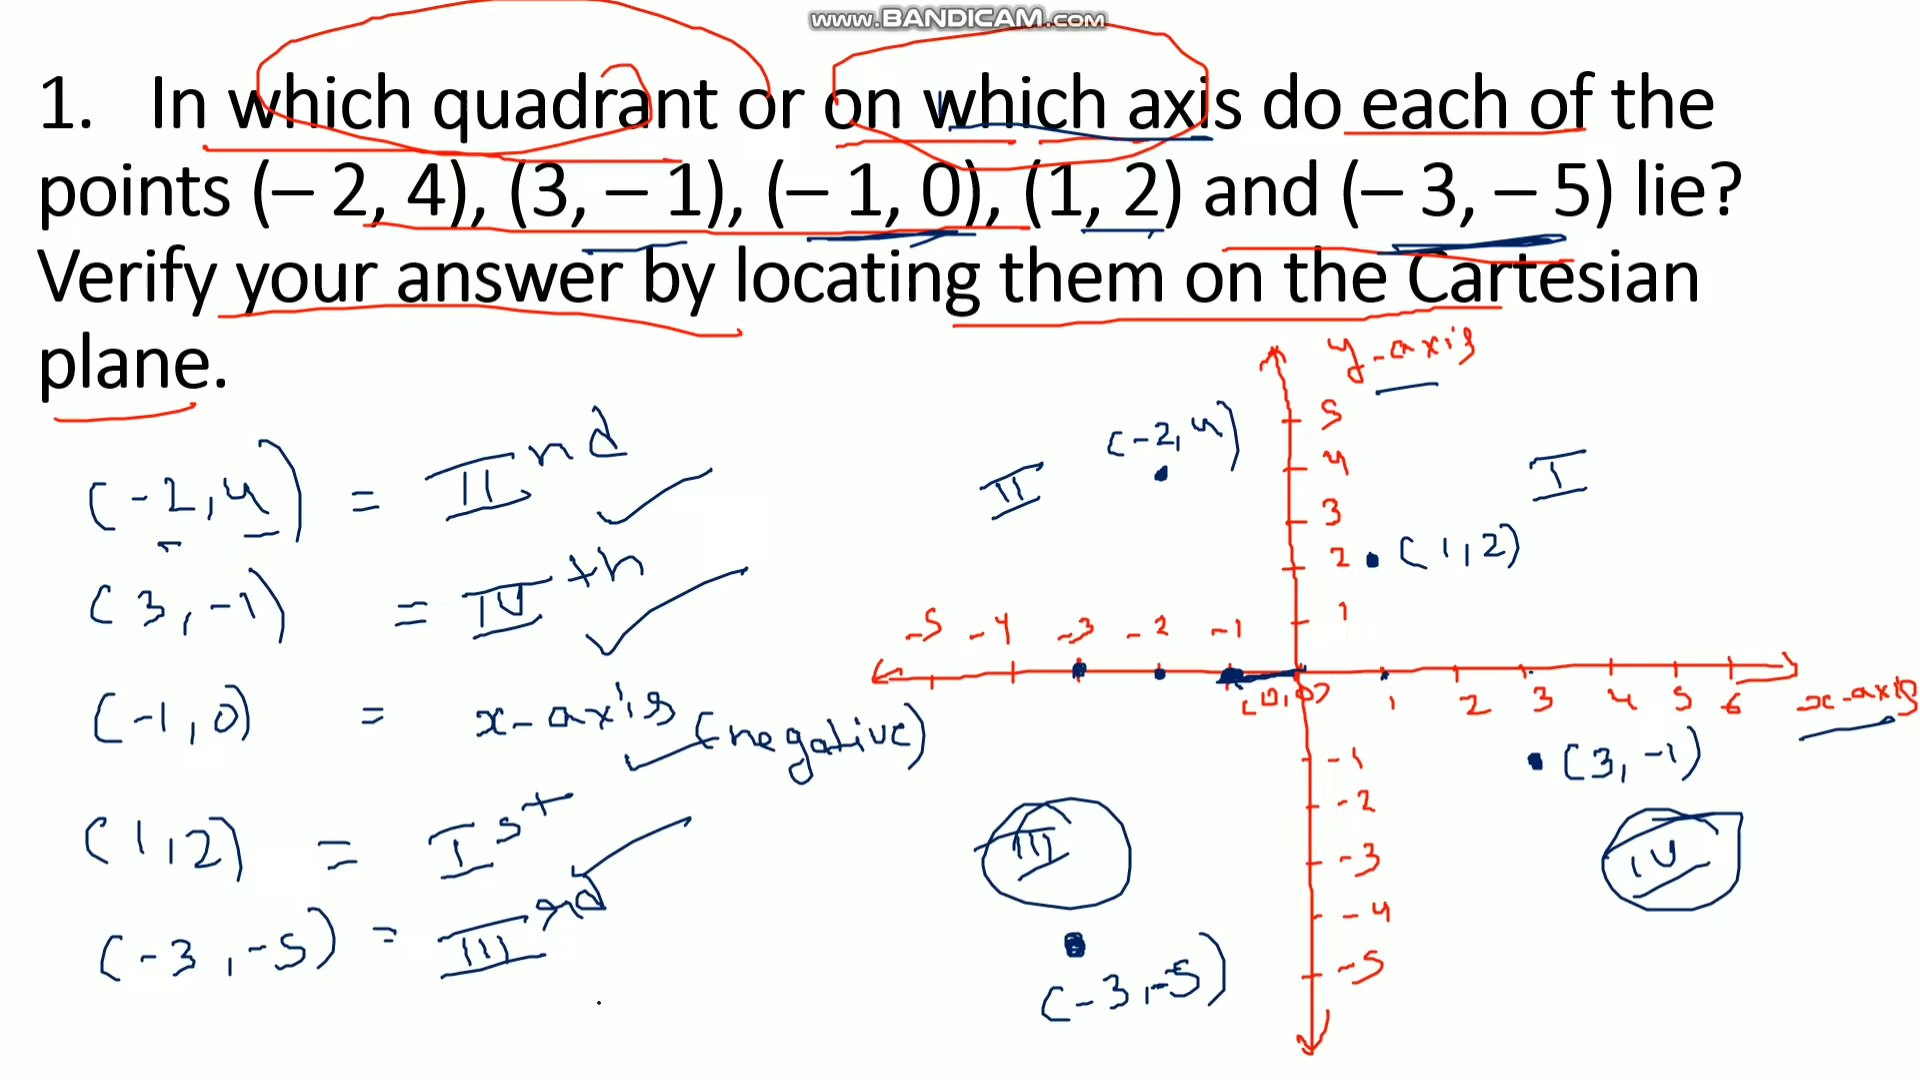 www.BANDICAM.com
1. In which quadrant or on which axis do each of the
points (– 2, 4), (3, – 1), (– 1, 0), (1, 2) and (– 3, – 5) lie?
Verify your answer by locating them on the Cartesian
plane.
(-2,4) = II nd
(3,-1) = IV th
(-1,0) = x-axis (negative)
(1,2) = I st
(-3,-5) = III rd
y-axis
5
(-2,4)
4
II
I
3
2 (1,2)
1
-5 -4 -3 -2 -1
(0,0) 1 2 3 4 5 6 x-axis
-1 (3,-1)
-2
III
IV
-3
-4
-5
(-3,-5)